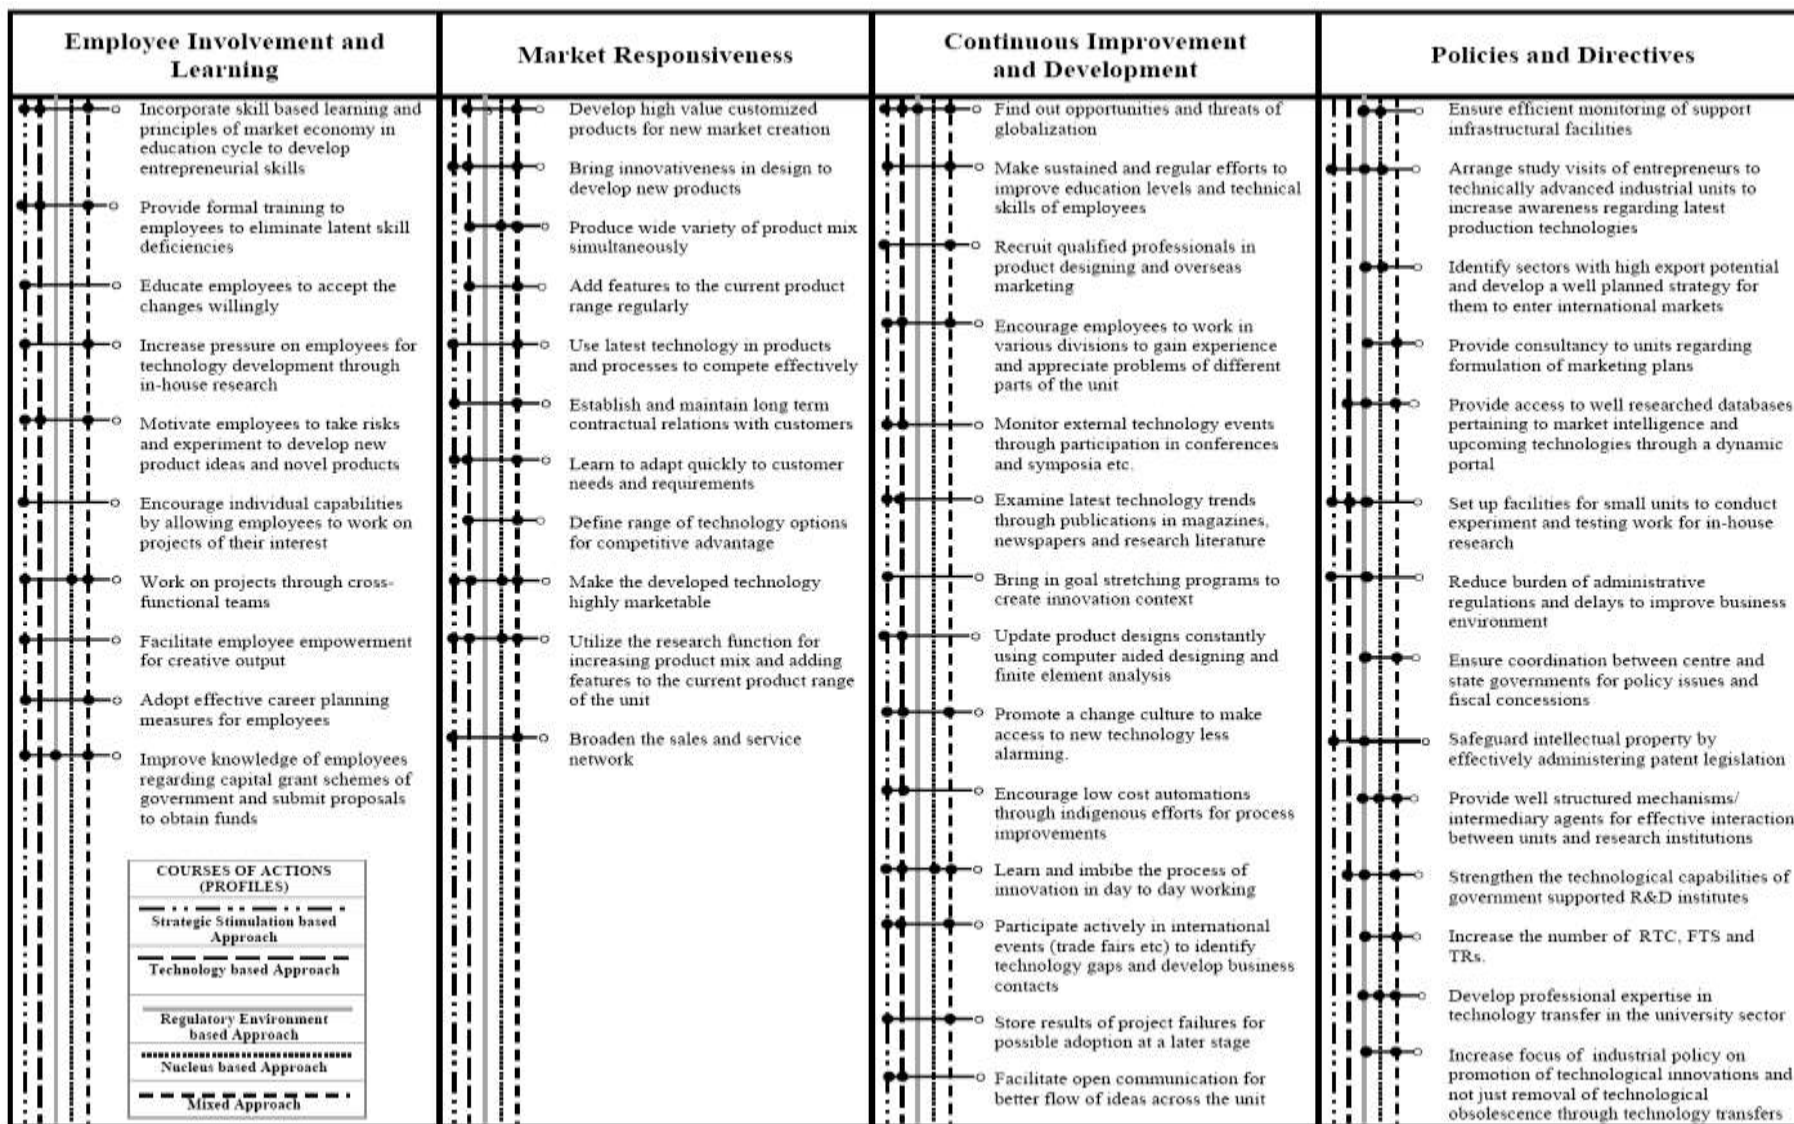 Employee Involvement and
Learning
Incorporate skill based learning and
principles of market economy in
education cycle to develop
entrepreneurial skills
Provide formal training to
employees to eliminate latent skill
deficiencies
Educate employees to accept the
changes willingly
Increase pressure on employees for
technology development through
in-house research
Motivate employees to take risks
and experiment to develop new
product ideas and novel products
Encourage individual capabilities
by allowing employees to work on
projects of their interest
Work on projects through cross-
functional teams
Facilitate employee empowerment
for creative output
Adopt effective career planning
measures for employees
Improve knowledge of employees
regarding capital grant schemes of
government and submit proposals
to obtain funds
COURSES OF ACTIONS
(PROFILES)
Strategic Stimulation based
Approach
Technology based Approach
Regulatory Environment
based Approach
Nucleus based Approach
Mixed Approach
Market Responsiveness
Develop high value customized
products for new market creation
Bring innovativeness in design to
develop new products
Produce wide variety of product mix
simultaneously
Add features to the current product
range regularly
Use latest technology in products
and processes to compete effectively
Establish and maintain long term
contractual relations with customers
Learn to adapt quickly to customer
needs and requirements
Define range of technology options
for competitive advantage
Make the developed technology
highly marketable
Utilize the research function for
increasing product mix and adding
features to the current product range
of the unit
Broaden the sales and service
network
Continuous Improvement
and Development
Find out opportunities and threats of
globalization
Make sustained and regular efforts to
improve education levels and technical
skills of employees
Recruit qualified professionals in
product designing and overseas
marketing
Encourage employees to work in
various divisions to gain experience
and appreciate problems of different
parts of the unit
Monitor external technology events
through participation in conferences
and symposia etc.
Examine latest technology trends
through publications in magazines,
newspapers and research literature
Bring in goal stretching programs to
create innovation context
Update product designs constantly
using computer aided designing and
finite element analysis
Promote a change culture to make
access to new technology less
alarming.
Encourage low cost automations
through indigenous efforts for process
improvements
Learn and imbibe the process of
innovation in day to day working
Participate actively in international
events (trade fairs etc) to identify
technology gaps and develop business
contacts
Store results of project failures for
possible adoption at a later stage
Facilitate open communication for
better flow of ideas across the unit
Policies and Directives
Ensure efficient monitoring of support
infrastructural facilities
Arrange study visits of entrepreneurs to
technically advanced industrial units to
increase awareness regarding latest
production technologies
Identify sectors with high export potential
and develop a well planned strategy for
them to enter international markets
Provide consultancy to units regarding
formulation of marketing plans
Provide access to well researched databases
pertaining to market intelligence and
upcoming technologies through a dynamic
portal
Set up facilities for small units to conduct
experiment and testing work for in-house
research
Reduce burden of administrative
regulations and delays to improve business
environment
Ensure coordination between centre and
state governments for policy issues and
fiscal concessions
Safeguard intellectual property by
effectively administering patent legislation
Provide well structured mechanisms/
intermediary agents for effective interaction
between units and research institutions
Strengthen the technological capabilities of
government supported R&D institutes
Increase the number of RTC, FTS and
TRs.
Develop professional expertise in
technology transfer in the university sector
Increase focus of industrial policy on
promotion of technological innovations and
not just removal of technological
obsolescence through technology transfers